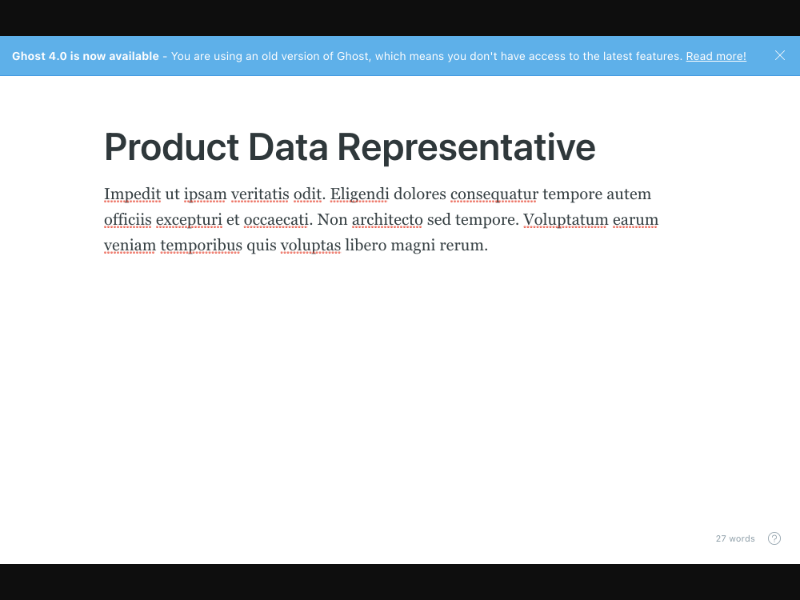 Ghost 4.0 is now available - You are using an old version of Ghost, which means you don't have access to the latest features. Read more!
Product Data Representative
Impedit ut ipsam veritatis odit. Eligendi dolores consequatur tempore autem
officiis excepturi et occaecati. Non architecto sed tempore. Voluptatum earum
veniam temporibus quis voluptas libero magni rerum.
27 words